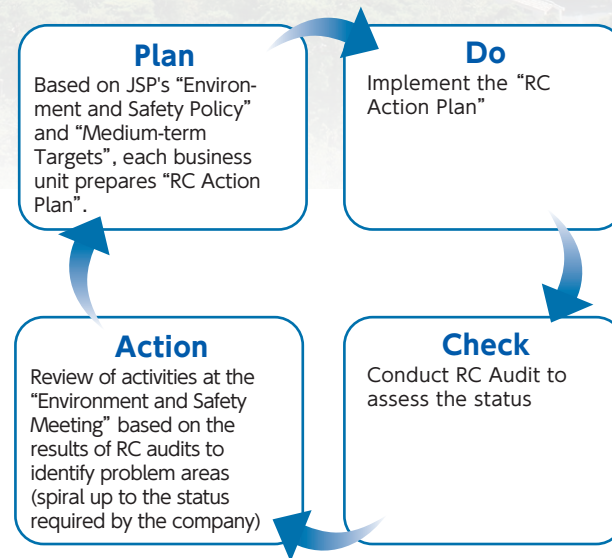 Plan
Based on JSP's “Environ-
ment and Safety Policy”
and “Medium-term
Targets”, each business
unit prepares “RC Action
Plan”.
Do
Implement the “RC
Action Plan”
Check
Conduct RC Audit to
assess the status
Action
Review of activities at the
“Environment and Safety
Meeting” based on the
results of RC audits to
identify problem areas
(spiral up to the status
required by the company)